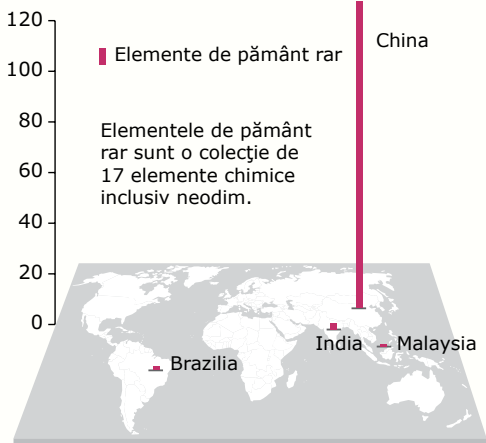 120
100
80
60
40
20
0
Elemente de pământ rar
Elementele de pământ
rar sunt o colecţie de
17 elemente chimice
inclusiv neodim.
China
India
Malaysia
Brazilia